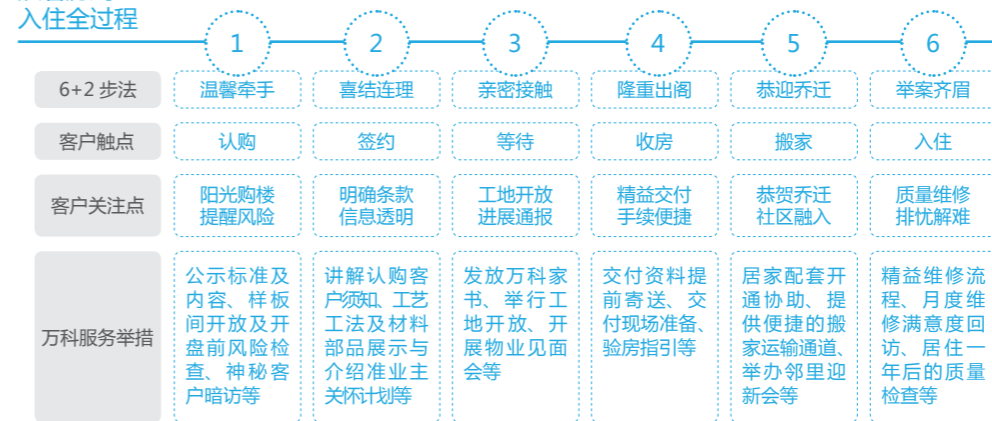 入住全过程
1 2 3 4 5 6
6+2 步法 温馨牵手 喜结连理 亲密接触 隆重出阁 恭迎乔迁 举案齐眉
客户触点 认购 签约 等待 收房 搬家 入住
客户关注点
阳光购楼
提醒风险
明确条款
信息透明
工地开放
进展通报
精益交付
手续便捷
恭贺乔迁
社区融入
质量维修
排忧解难
万科服务举措
公示标准及
内容、样板
间开放及开
盘前风险检
查、神秘客
户暗访等
讲解认购客
户须知、工艺
工法及材料
部品展示与
介绍准业主
关怀计划等
发放万科家
书、举行工
地开放、开
展物业见面
会等
交付资料提
前寄送、交
付现场准备、
验房指引等
居家配套开
通协助、提
供便捷的搬
家运输通道、
举办邻里迎
新会等
精益维修流
程、月度维
修满意度回
访、居住一
年后的质量
检查等